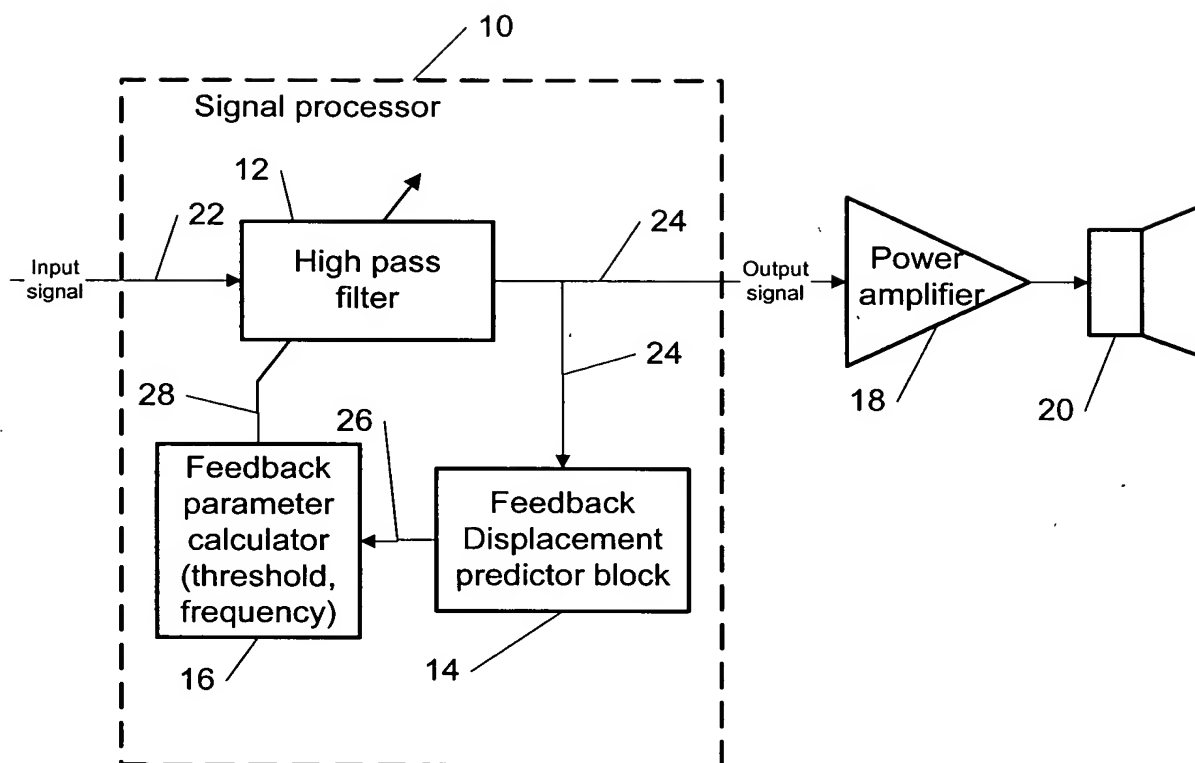 10
Signal processor
12
22
24
Input
signal
High pass
filter
Output
signal
Power
amplifier
24
28
26
18
20
Feedback
parameter
calculator
(threshold,
frequency)
Feedback
Displacement
predictor block
16
14